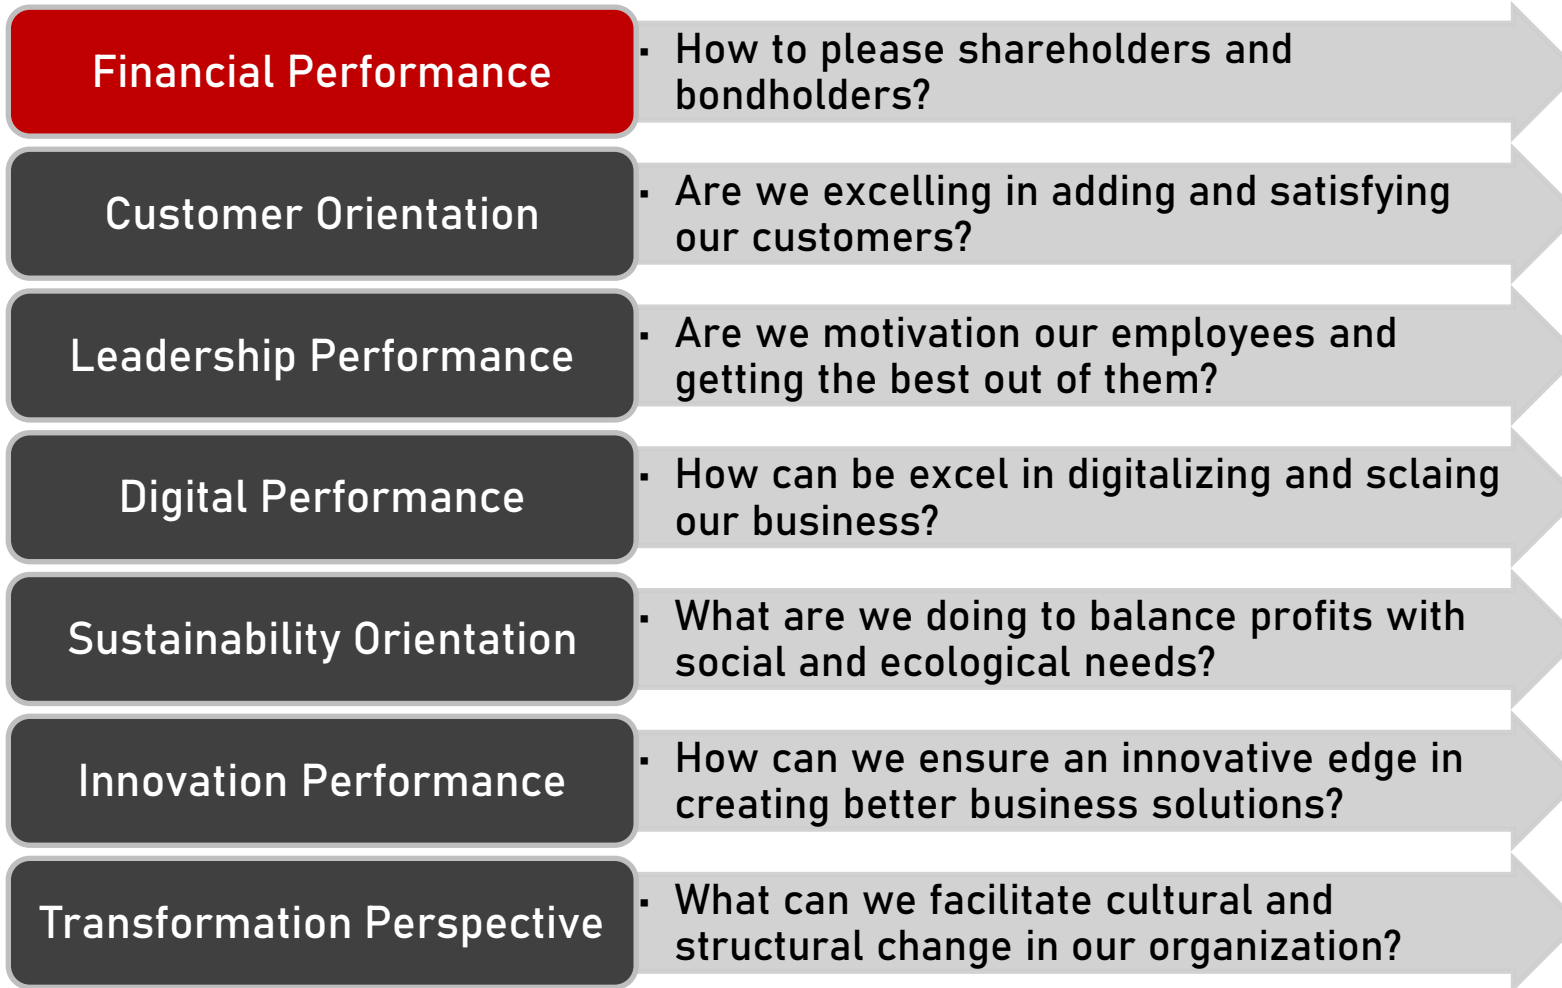 Financial Performance
▪ How to please shareholders and
bondholders?
Customer Orientation
▪ Are we excelling in adding and satisfying
our customers?
Leadership Performance
▪ Are we motivation our employees and
getting the best out of them?
Digital Performance
▪ How can be excel in digitalizing and sclaing
our business?
Sustainability Orientation
▪ What are we doing to balance profits with
social and ecological needs?
Innovation Performance
▪ How can we ensure an innovative edge in
creating better business solutions?
Transformation Perspective
▪ What can we facilitate cultural and
structural change in our organization?